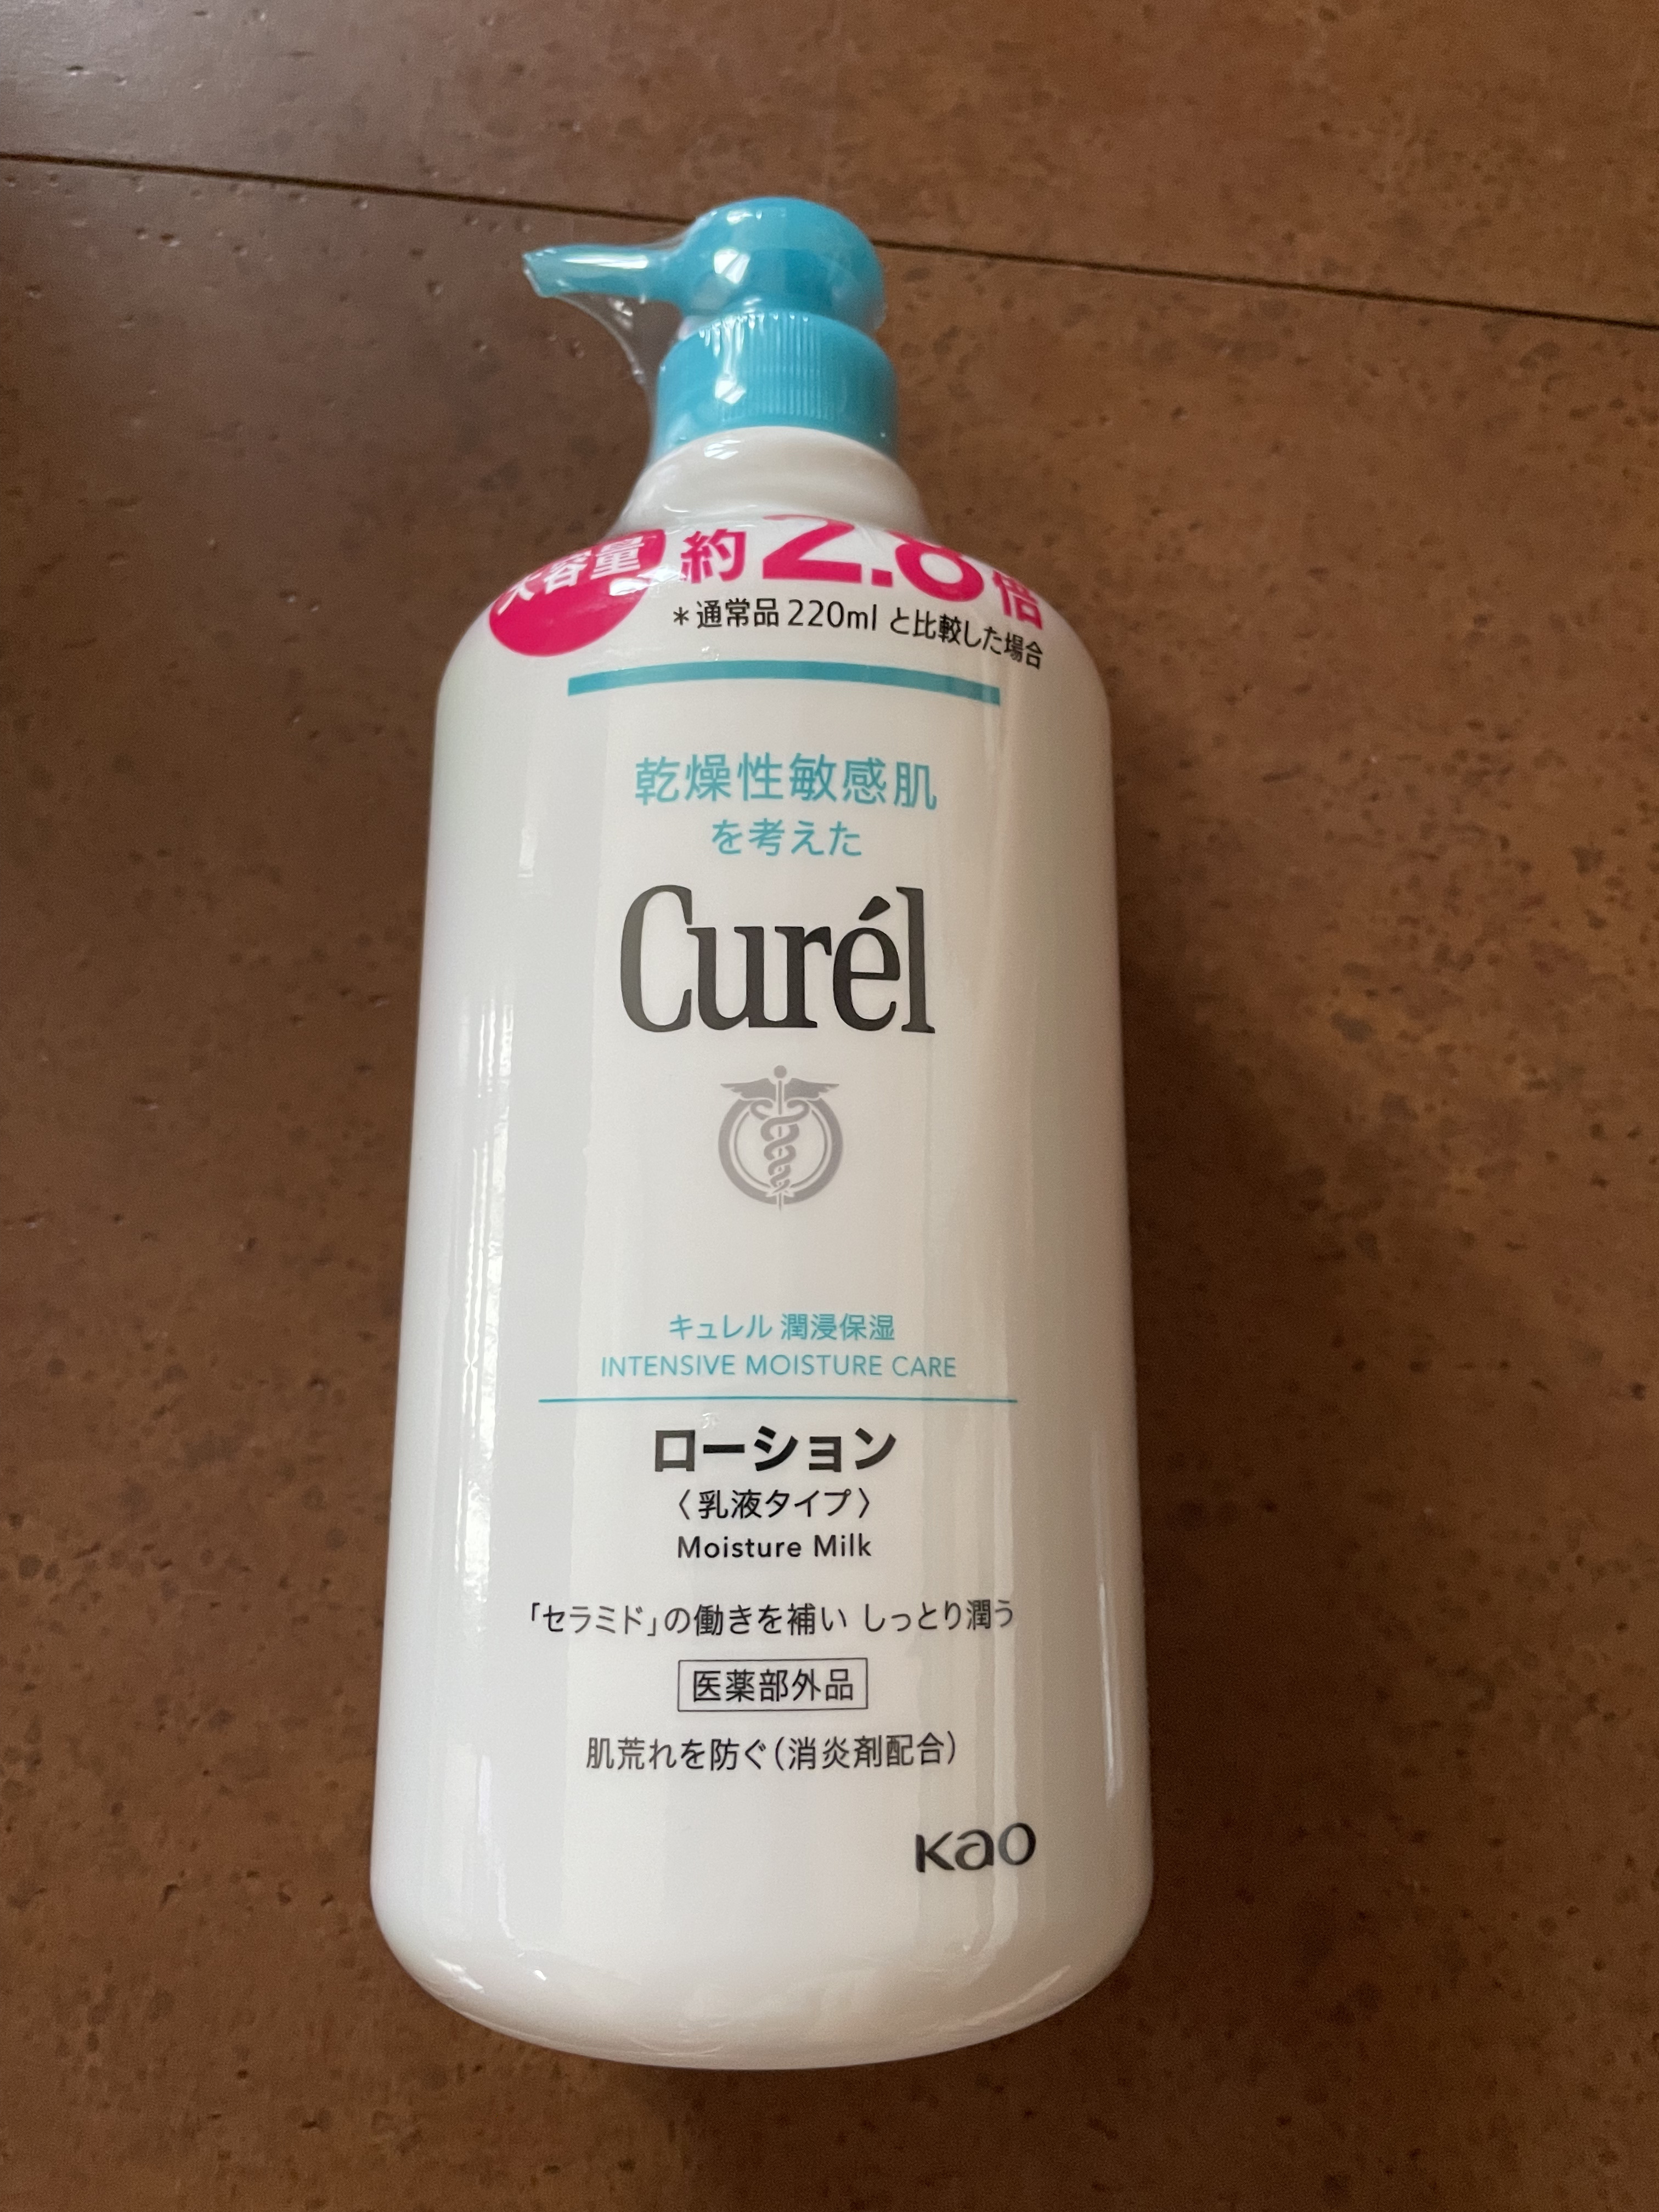 大容量
約2.8倍
＊通常品220mlと比較した場合
乾燥性敏感肌
を考えた
Curél
キュレル 潤浸保湿
INTENSIVE MOISTURE CARE
ローション
〈乳液タイプ〉
Moisture Milk
「セラミド」の働きを補い しっとり潤う
医薬部外品
肌荒れを防ぐ（消炎剤配合）
Kao